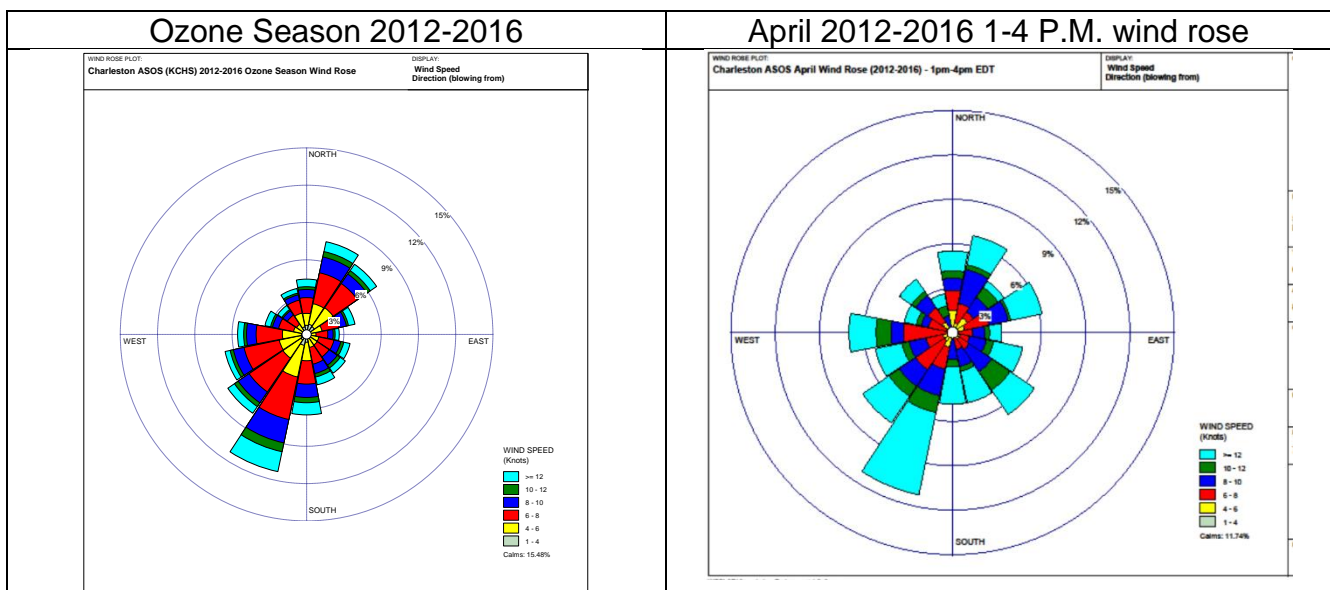 Ozone Season 2012-2016
April 2012-2016 1-4 P.M. wind rose
WIND ROSE PLOT:
Charleston ASOS (KCHS) 2012-2016 Ozone Season Wind Rose
DISPLAY:
Wind Speed
Direction (blowing from)
NORTH
15%
12%
9%
6%
3%
WEST
EAST
SOUTH
WIND SPEED
(Knots)
>= 12
10 - 12
8 - 10
6 - 8
4 - 6
1 - 4
Calms: 15.48%
WIND ROSE PLOT:
Charleston ASOS April Wind Rose (2012-2016) - 1pm-4pm EDT
DISPLAY:
Wind Speed
Direction (blowing from)
NORTH
15%
12%
9%
6%
3%
WEST
EAST
SOUTH
WIND SPEED
(Knots)
>= 12
10 - 12
8 - 10
6 - 8
4 - 6
1 - 4
Calms: 11.74%